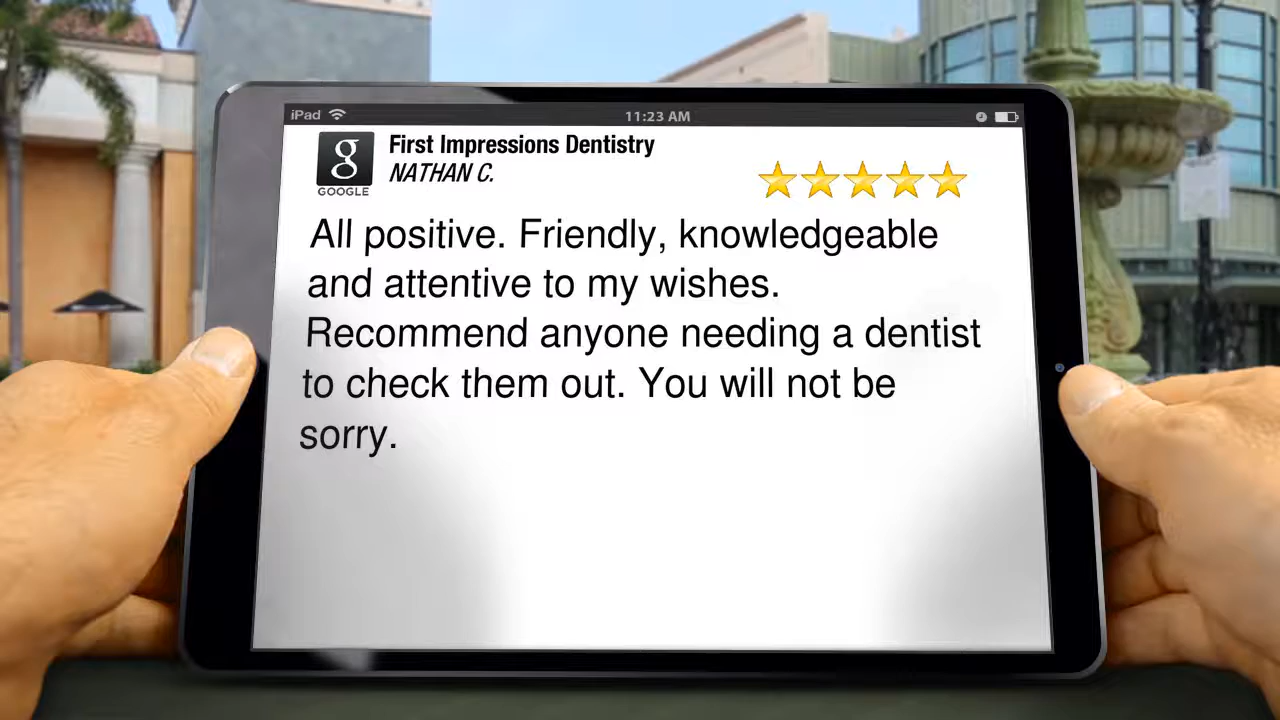 iPad
11:23 AM
g
GOOGLE
First Impressions Dentistry
NATHAN C.
All positive. Friendly, knowledgeable
and attentive to my wishes.
Recommend anyone needing a dentist
to check them out. You will not be
sorry.